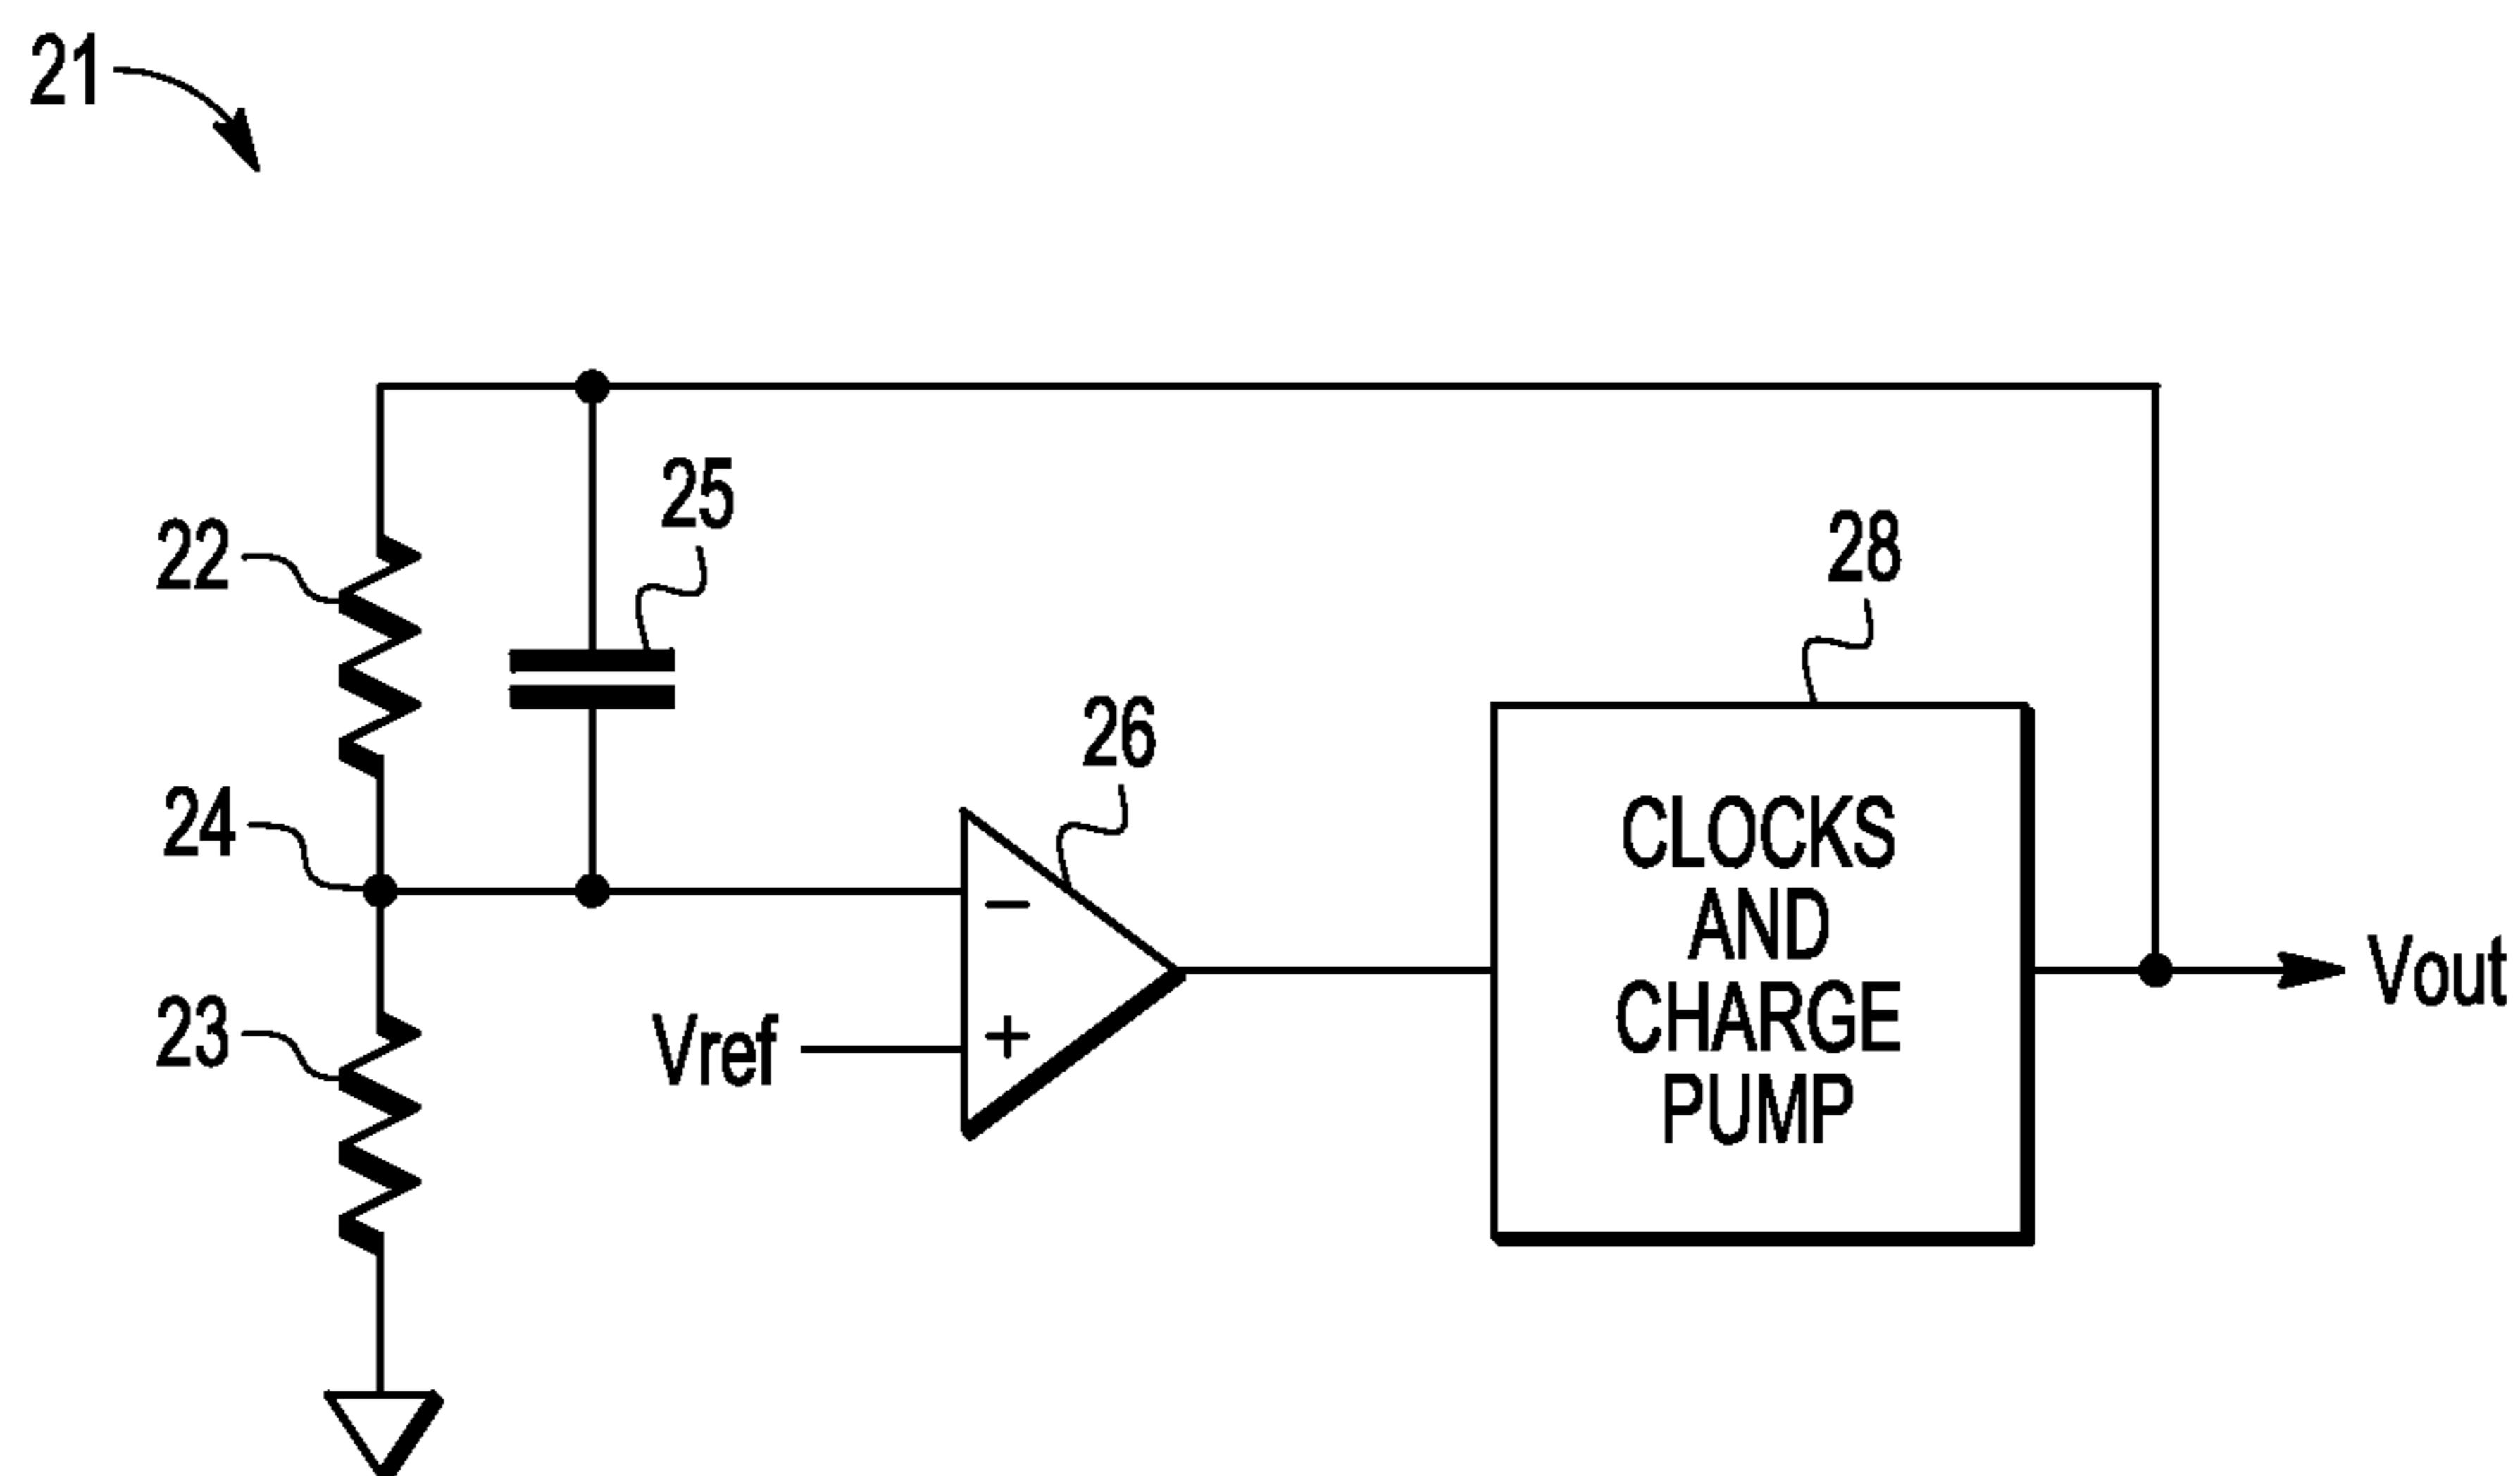 21
25
22
28
26
24
CLOCKS
AND
CHARGE
PUMP
Vout
23
Vref
−
+